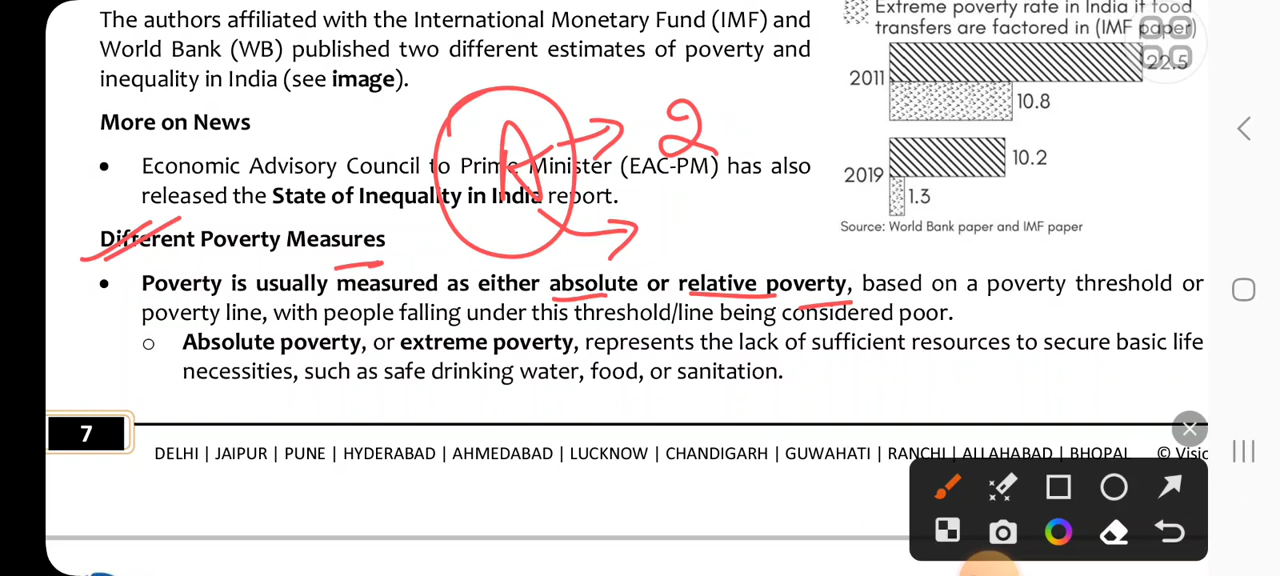 The authors affiliated with the International Monetary Fund (IMF) and
World Bank (WB) published two different estimates of poverty and
inequality in India (see image).
More on News
• Economic Advisory Council to Prime Minister (EAC-PM) has also
released the State of Inequality in India report.
Different Poverty Measures
• Poverty is usually measured as either absolute or relative poverty, based on a poverty threshold or
poverty line, with people falling under this threshold/line being considered poor.
○ Absolute poverty, or extreme poverty, represents the lack of sufficient resources to secure basic life
necessities, such as safe drinking water, food, or sanitation.
Extreme poverty rate in India if food
transfers are factored in (IMF paper)
2011
22.5
10.8
2019
10.2
1.3
Source: World Bank paper and IMF paper
2
7
DELHI | JAIPUR | PUNE | HYDERABAD | AHMEDABAD | LUCKNOW | CHANDIGARH | GUWAHATI | RANCHI | ALLAHABAD | BHOPAL ©